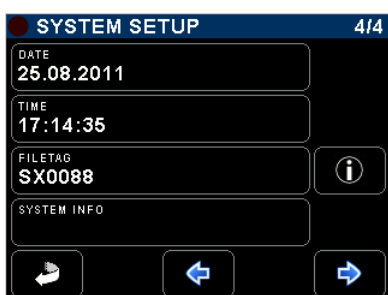 SYSTEM SETUP 4/4
DATE
25.08.2011
TIME
17:14:35
FILETAG
SX0088
SYSTEM INFO